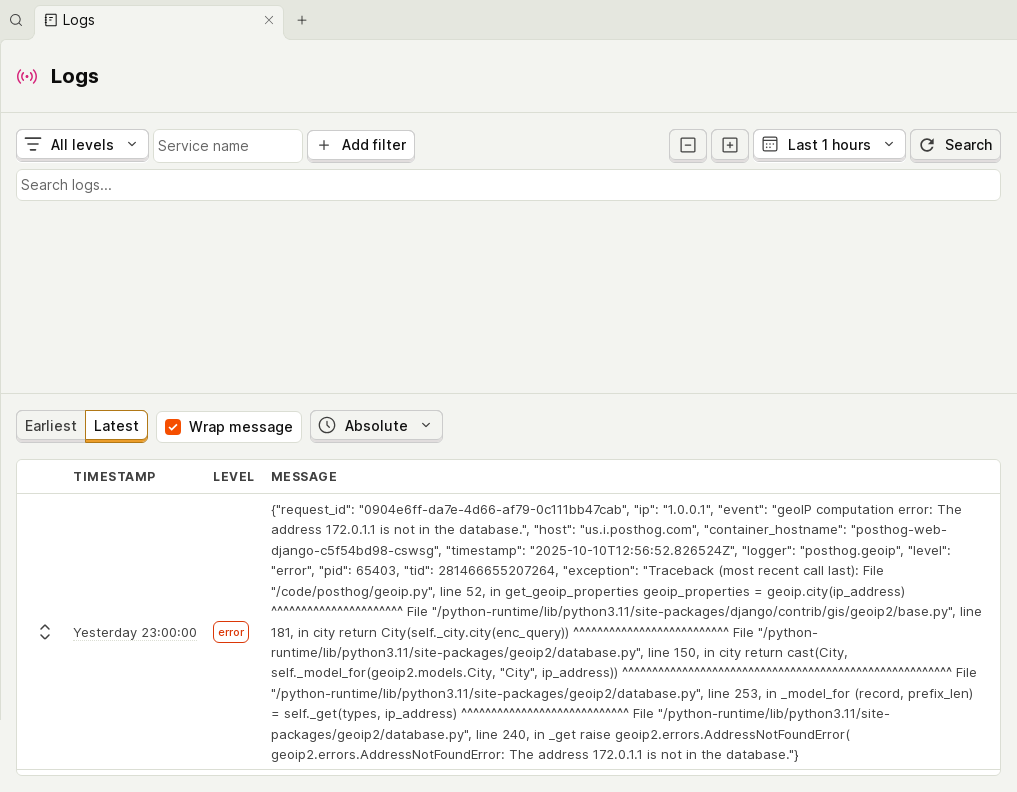 Logs
Logs
All levels
Service name
Add filter
Last 1 hours
Search
Search logs...
Earliest
Latest
Wrap message
Absolute
TIMESTAMP LEVEL MESSAGE
Yesterday 23:00:00
error
{"request_id": "0904e6ff-da7e-4d66-af79-0c111bb47cab", "ip": "1.0.0.1", "event": "geoIP computation error: The
address 172.0.1.1 is not in the database.", "host": "us.i.posthog.com", "container_hostname": "posthog-web-
django-c5f54bd98-cswsg", "timestamp": "2025-10-10T12:56:52.826524Z", "logger": "posthog.geoip", "level":
"error", "pid": 65403, "tid": 281466655207264, "exception": "Traceback (most recent call last): File
"/code/posthog/geoip.py", line 52, in get_geoip_properties geoip_properties = geoip.city(ip_address)
^^^^^^^^^^^^^^^^^^^^^^ File "/python-runtime/lib/python3.11/site-packages/django/contrib/gis/geoip2/base.py", line
181, in city return City(self._city.city(enc_query)) ^^^^^^^^^^^^^^^^^^^^^^^^^^ File "/python-
runtime/lib/python3.11/site-packages/geoip2/database.py", line 150, in city return cast(City,
self._model_for(geoip2.models.City, "City", ip_address)) ^^^^^^^^^^^^^^^^^^^^^^^^^^^^^^^^^^^^^^^^^^^^^^^^^^^^^^^ File
"/python-runtime/lib/python3.11/site-packages/geoip2/database.py", line 253, in _model_for (record, prefix_len)
= self._get(types, ip_address) ^^^^^^^^^^^^^^^^^^^^^^^^^^^^ File "/python-runtime/lib/python3.11/site-
packages/geoip2/database.py", line 240, in _get raise geoip2.errors.AddressNotFoundError(
geoip2.errors.AddressNotFoundError: The address 172.0.1.1 is not in the database."}